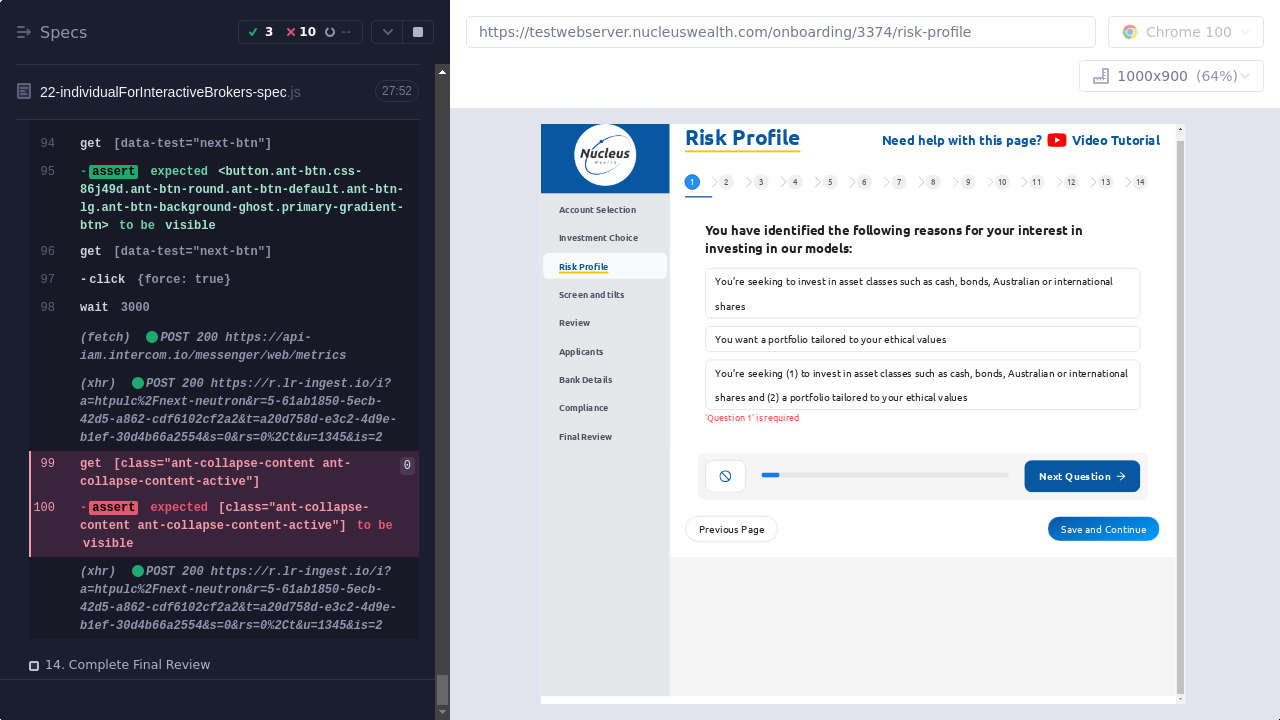 Specs
3
10
--
22-individualForInteractiveBrokers-spec.js
27:52
94 get [data-test="next-btn"]
95 -assert expected <button.ant-btn.css-
86j49d.ant-btn-round.ant-btn-default.ant-btn-
lg.ant-btn-background-ghost.primary-gradient-
btn> to be visible
96 get [data-test="next-btn"]
97 -click {force: true}
98 wait 3000
(fetch) POST 200 https://api-
iam.intercom.io/messenger/web/metrics
(xhr) POST 200 https://r.lr-ingest.io/i?
a=htpulc%2Fnext-neutron&r=5-61ab1850-5ecb-
42d5-a862-cdf6102cf2a2&t=a20d758d-e3c2-4d9e-
b1ef-30d4b66a2554&s=0&rs=0%2Ct&u=1345&is=2
99 get [class="ant-collapse-content ant-
collapse-content-active"]
0
100 -assert expected [class="ant-collapse-
content ant-collapse-content-active"] to be
visible
(xhr) POST 200 https://r.lr-ingest.io/i?
a=htpulc%2Fnext-neutron&r=5-61ab1850-5ecb-
42d5-a862-cdf6102cf2a2&t=a20d758d-e3c2-4d9e-
b1ef-30d4b66a2554&s=0&rs=0%2Ct&u=1345&is=2
14. Complete Final Review
https://testwebserver.nucleuswealth.com/onboarding/3374/risk-profile
Chrome 100
1000x900 (64%)
Nucleus
Wealth
Account Selection
Investment Choice
Risk Profile
Screen and tilts
Review
Applicants
Bank Details
Compliance
Final Review
Risk Profile
Need help with this page? Video Tutorial
1 2 3 4 5 6 7 8 9 10 11 12 13 14
You have identified the following reasons for your interest in
investing in our models:
You’re seeking to invest in asset classes such as cash, bonds, Australian or international
shares
You want a portfolio tailored to your ethical values
You’re seeking (1) to invest in asset classes such as cash, bonds, Australian or international
shares and (2) a portfolio tailored to your ethical values
'Question 1' is required
Next Question
Previous Page
Save and Continue